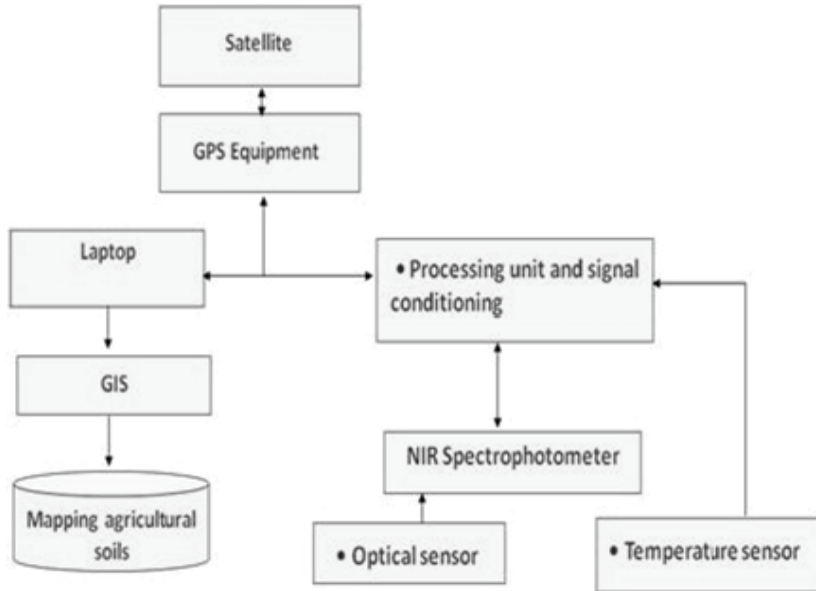 Satellite
GPS Equipment
Laptop
• Processing unit and signal
conditioning
GIS
NIR Spectrophotometer
Mapping agricultural
soils
• Optical sensor
• Temperature sensor